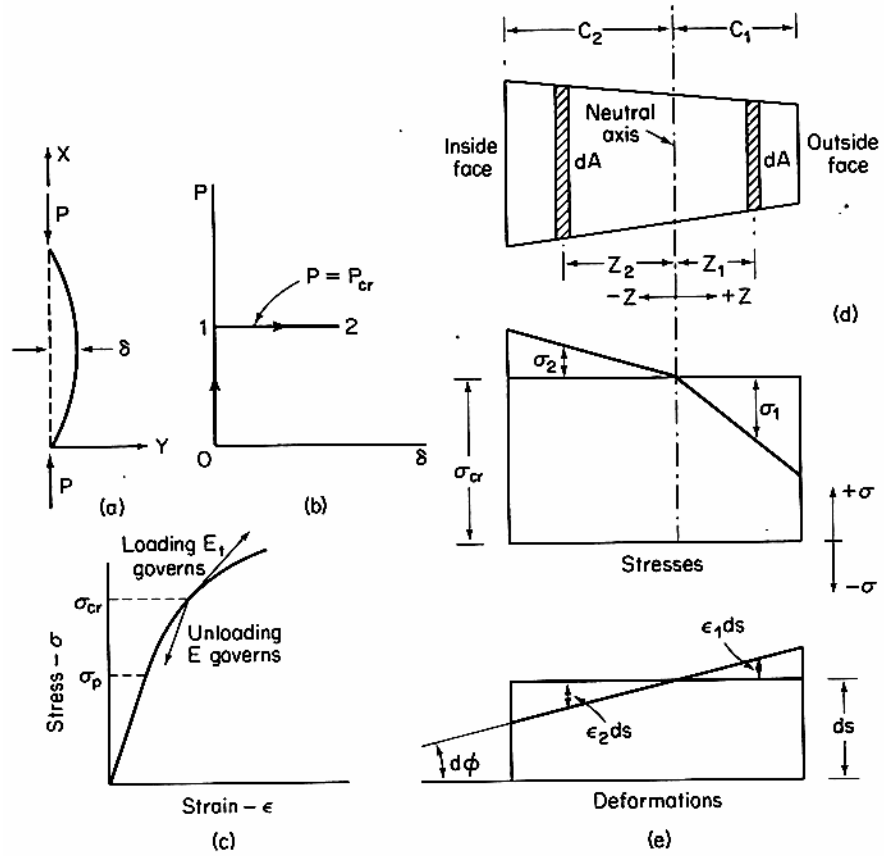 X
P
δ
Y
P
(a)
P
P = Pcr
1
2
O
δ
(b)
C₂
C₁
Inside
face
Neutral
axis
dA
dA
Outside
face
Z₂
Z₁
-Z
+Z
(d)
σ₂
σ₁
σcr
+σ
-σ
Stresses
Loading Et
governs
σcr
Unloading
E governs
σp
Stress - σ
Strain - ϵ
(c)
ϵ₁ds
ϵ₂ds
ds
dϕ
Deformations
(e)